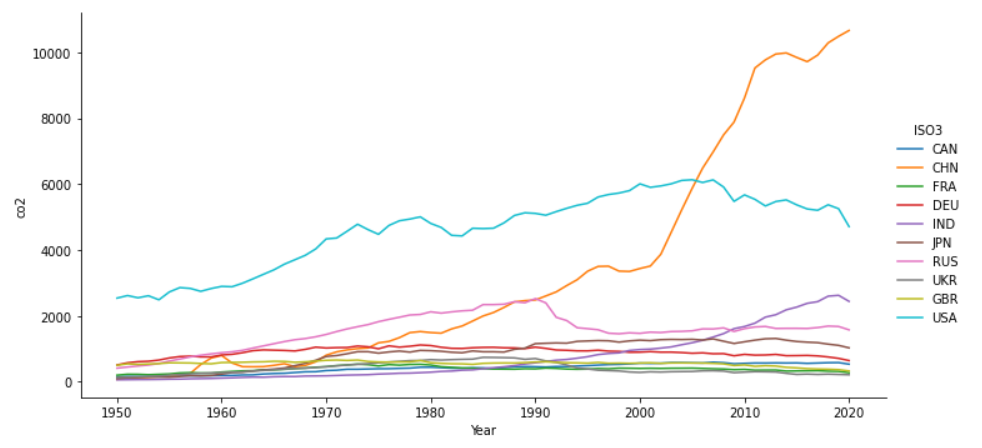 10000
8000
6000
4000
2000
0
co2
1950
1960
1970
1980
1990
2000
2010
2020
Year
ISO3
CAN
CHN
FRA
DEU
IND
JPN
RUS
UKR
GBR
USA